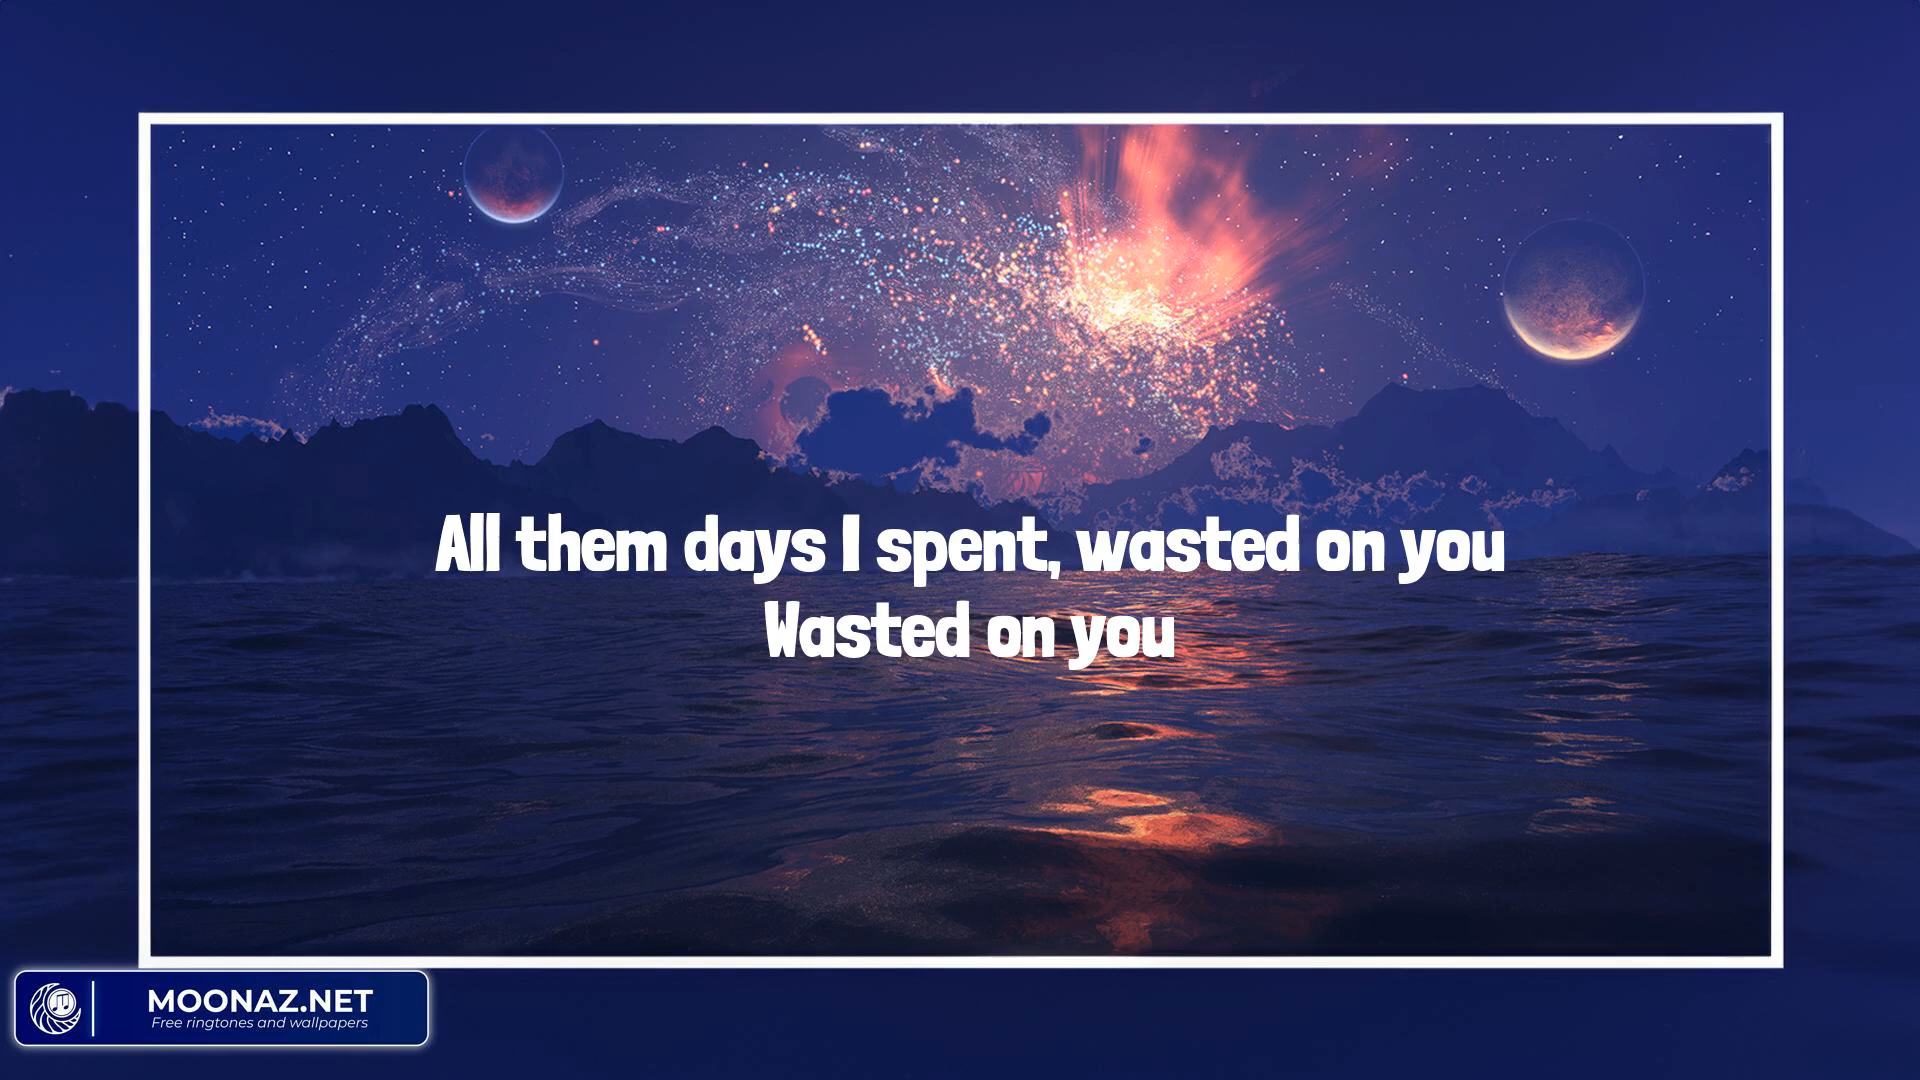 All them days I spent, wasted on you
Wasted on you
MOONAZ.NET
Free ringtones and wallpapers